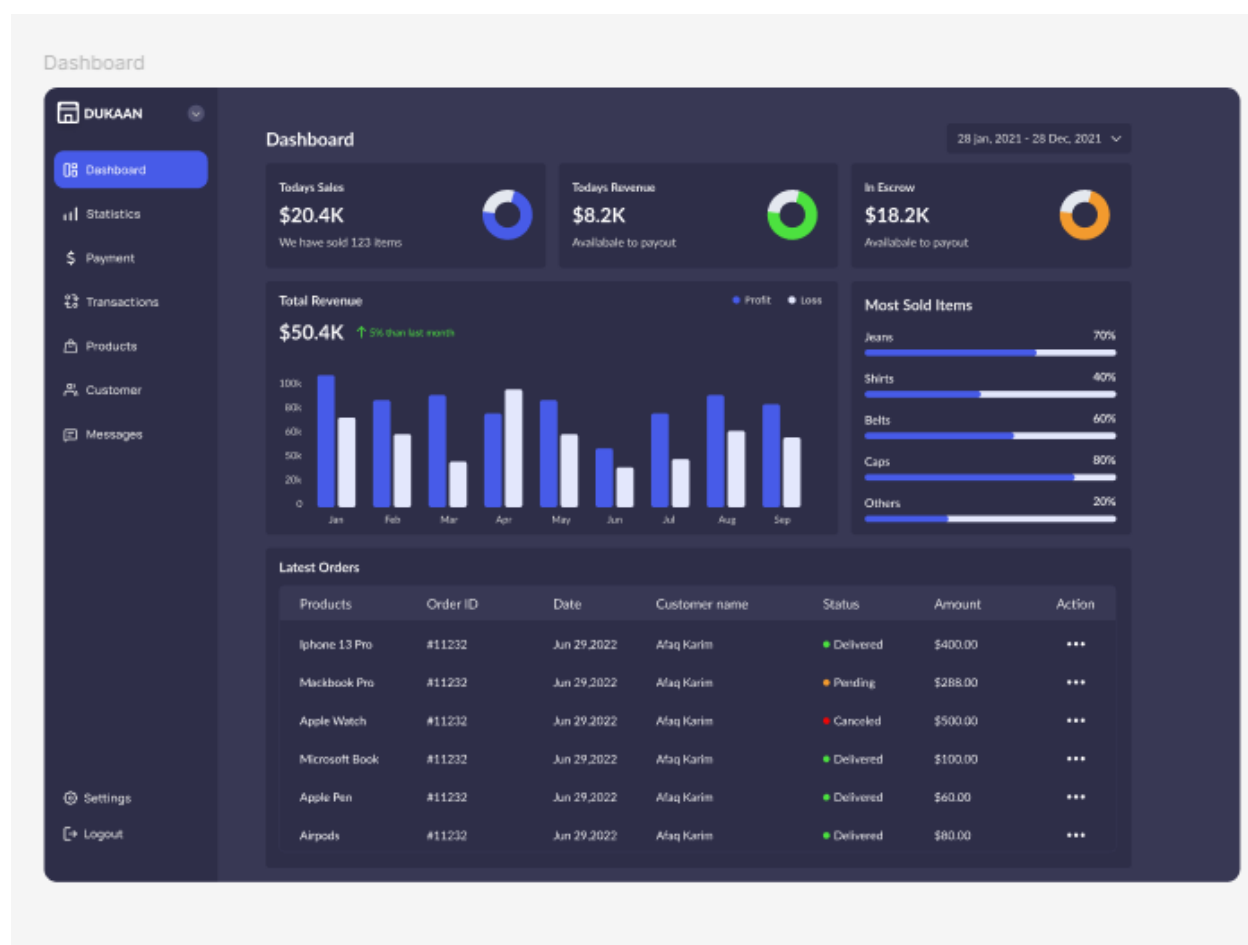 Dashboard
DUKAAN
Dashboard
Statistics
Payment
Transactions
Products
Customer
Messages
Settings
Logout
Dashboard
28 jan, 2021 - 28 Dec, 2021
Todays Sales
$20.4K
We have sold 123 items
Todays Revenue
$8.2K
Availabale to payout
In Escrow
$18.2K
Availabale to payout
Total Revenue
Profit Loss
$50.4K 5% than last month
100k
80k
60k
50k
20k
0
Jan Feb Mar Apr May Jun Jul Aug Sep
Most Sold Items
Jeans 70%
Shirts 40%
Belts 60%
Caps 80%
Others 20%
Latest Orders
Products Order ID Date Customer name Status Amount Action
Iphone 13 Pro #11232 Jun 29,2022 Afaq Karim Delivered $400.00 •••
Mackbook Pro #11232 Jun 29,2022 Afaq Karim Pending $288.00 •••
Apple Watch #11232 Jun 29,2022 Afaq Karim Canceled $500.00 •••
Microsoft Book #11232 Jun 29,2022 Afaq Karim Delivered $100.00 •••
Apple Pen #11232 Jun 29,2022 Afaq Karim Delivered $60.00 •••
Airpods #11232 Jun 29,2022 Afaq Karim Delivered $80.00 •••